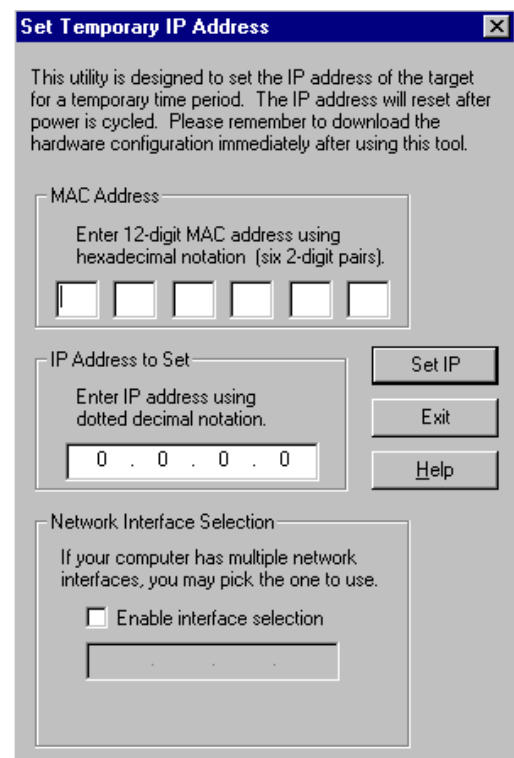 Set Temporary IP Address
This utility is designed to set the IP address of the target
for a temporary time period. The IP address will reset after
power is cycled. Please remember to download the
hardware configuration immediately after using this tool.
MAC Address
Enter 12-digit MAC address using
hexadecimal notation (six 2-digit pairs).
IP Address to Set
Enter IP address using
dotted decimal notation.
0 . 0 . 0 . 0
Set IP
Exit
Help
Network Interface Selection
If your computer has multiple network
interfaces, you may pick the one to use.
Enable interface selection
. . .